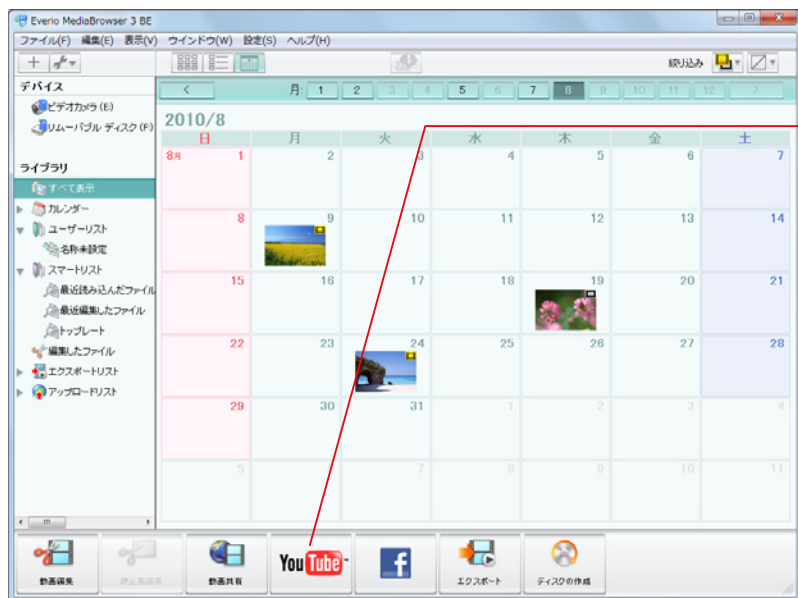 Everio MediaBrowser 3 BE
ファイル(F) 編集(E) 表示(V) ウインドウ(W) 設定(S) ヘルプ(H)
絞り込み
デバイス
ビデオカメラ (E)
リムーバブル ディスク (F)
ライブラリ
すべて表示
カレンダー
ユーザーリスト
名称未設定
スマートリスト
最近読み込んだファイル
最近編集したファイル
トップレート
編集したファイル
エクスポートリスト
アップロードリスト
< 月: 1 2 3 4 5 6 7 8 9 10 11 12 >
2010/8
日 月 火 水 木 金 土
8月 1 2 3 4 5 6 7
8 9 10 11 12 13 14
15 16 17 18 19 20 21
22 23 24 25 26 27 28
29 30 31 1 2 3 4
5 7 8 9 10 11
動画編集 静止画編集 動画共有 YouTube f エクスポート ディスクの作成